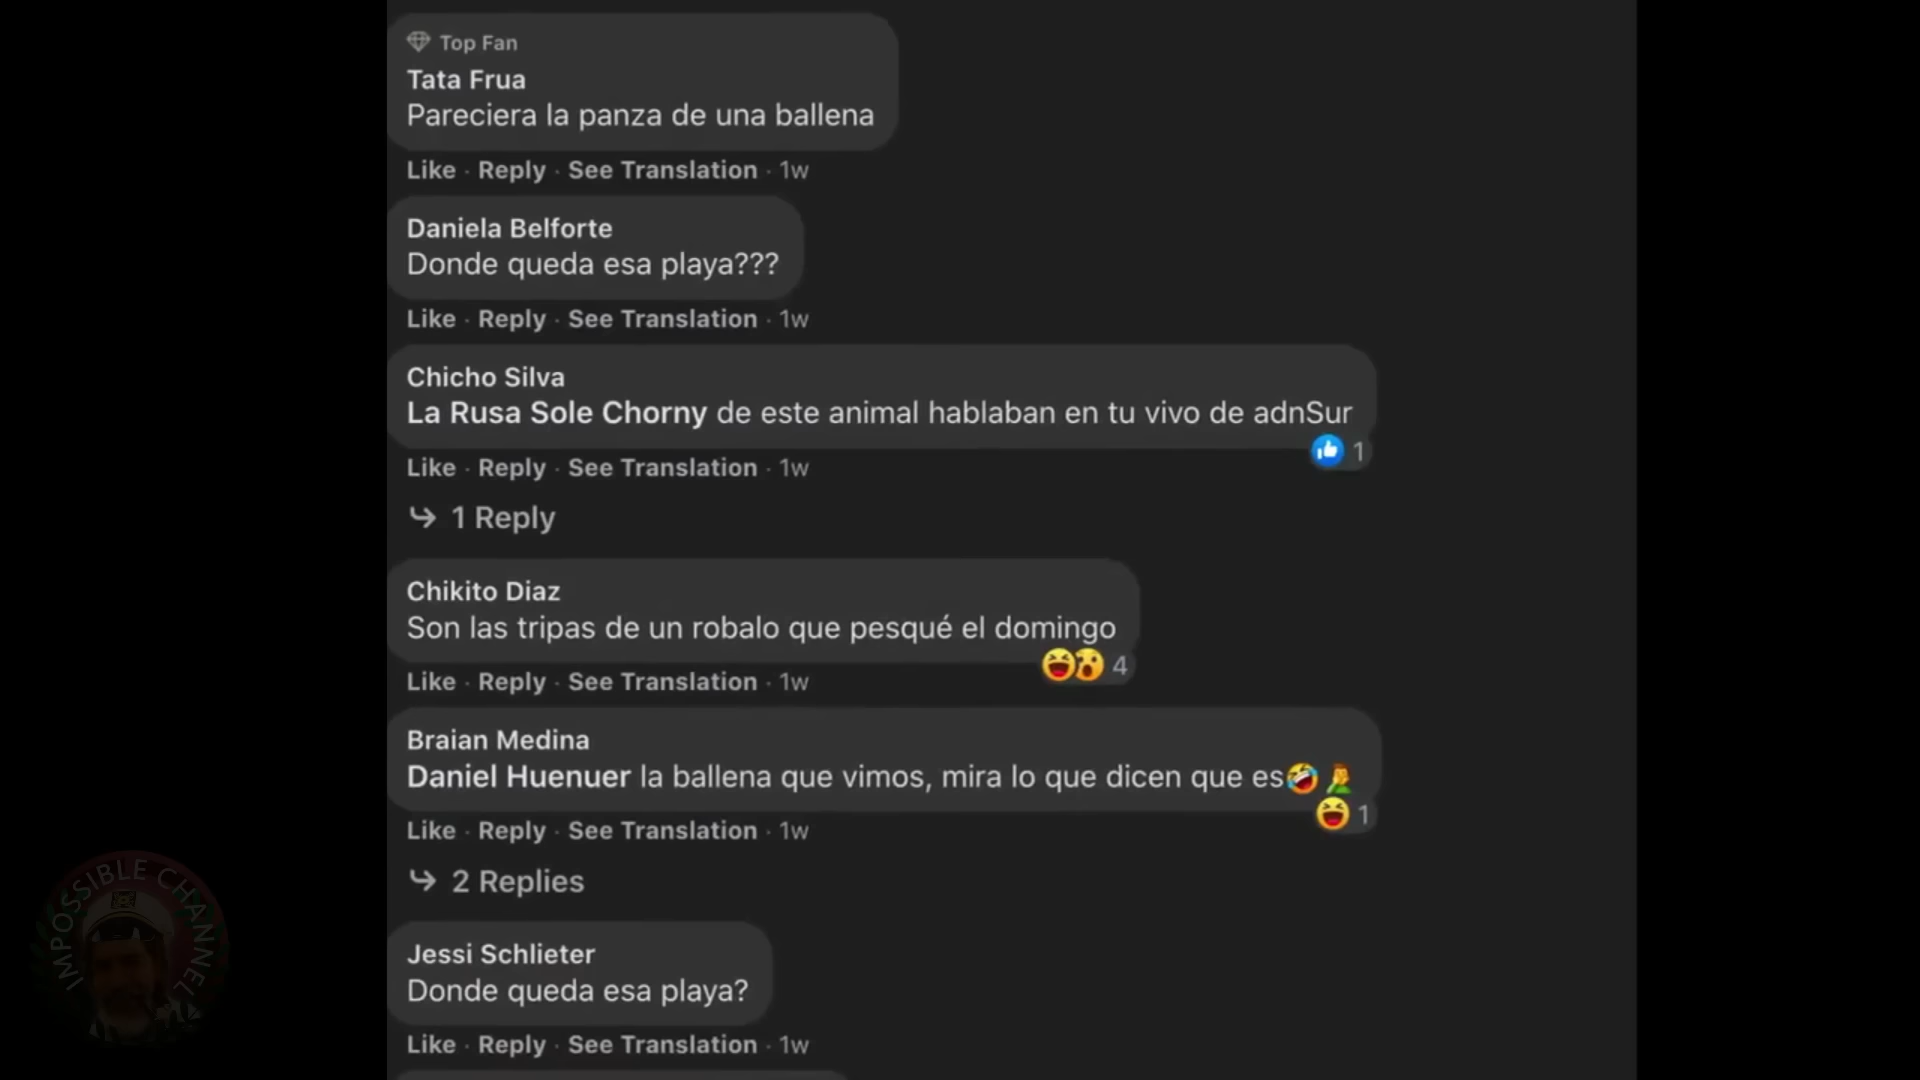 Top Fan
Tata Frua
Pareciera la panza de una ballena
Like · Reply · See Translation · 1w
Daniela Belforte
Donde queda esa playa???
Like · Reply · See Translation · 1w
Chicho Silva
La Rusa Sole Chorny de este animal hablaban en tu vivo de adnSur
1
Like · Reply · See Translation · 1w
1 Reply
Chikito Diaz
Son las tripas de un robalo que pesqué el domingo
4
Like · Reply · See Translation · 1w
Braian Medina
Daniel Huenuer la ballena que vimos, mira lo que dicen que es🤣🤦
1
Like · Reply · See Translation · 1w
2 Replies
Jessi Schlieter
Donde queda esa playa?
Like · Reply · See Translation · 1w
IMPOSSIBLE CHANNEL